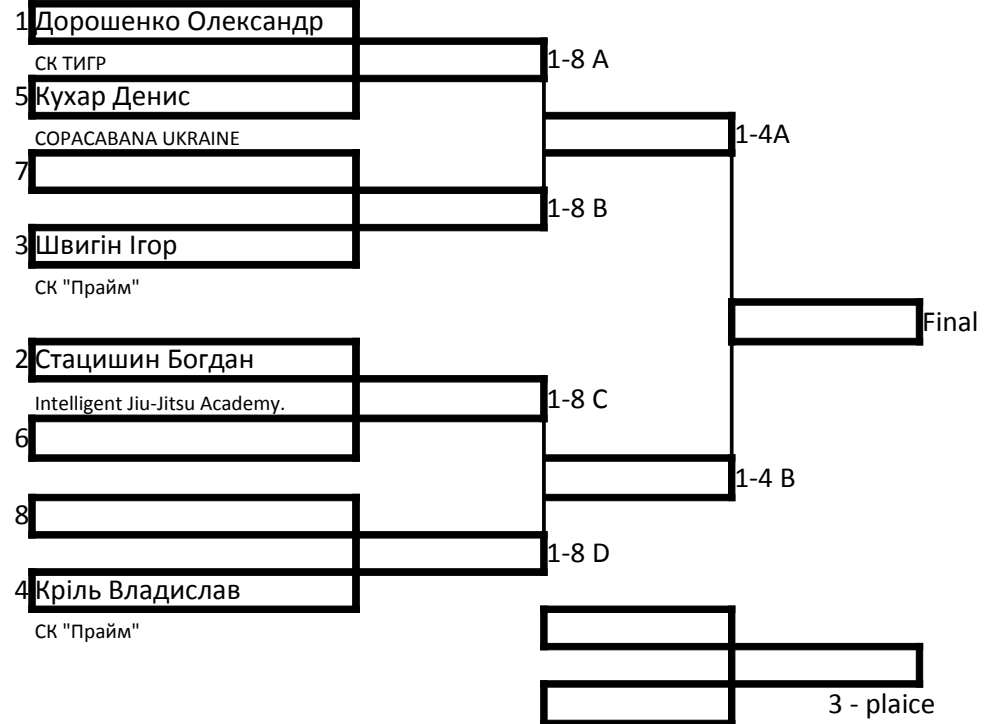 1 Дорошенко Олександр
СК ТИГР
1-8 A
5 Кухар Денис
COPACABANA UKRAINE
1-4A
7
1-8 B
3 Швигін Ігор
СК "Прайм"
Final
2 Стацишин Богдан
Intelligent Jiu-Jitsu Academy.
1-8 C
6
1-4 B
8
1-8 D
4 Кріль Владислав
СК "Прайм"
3 - plaice